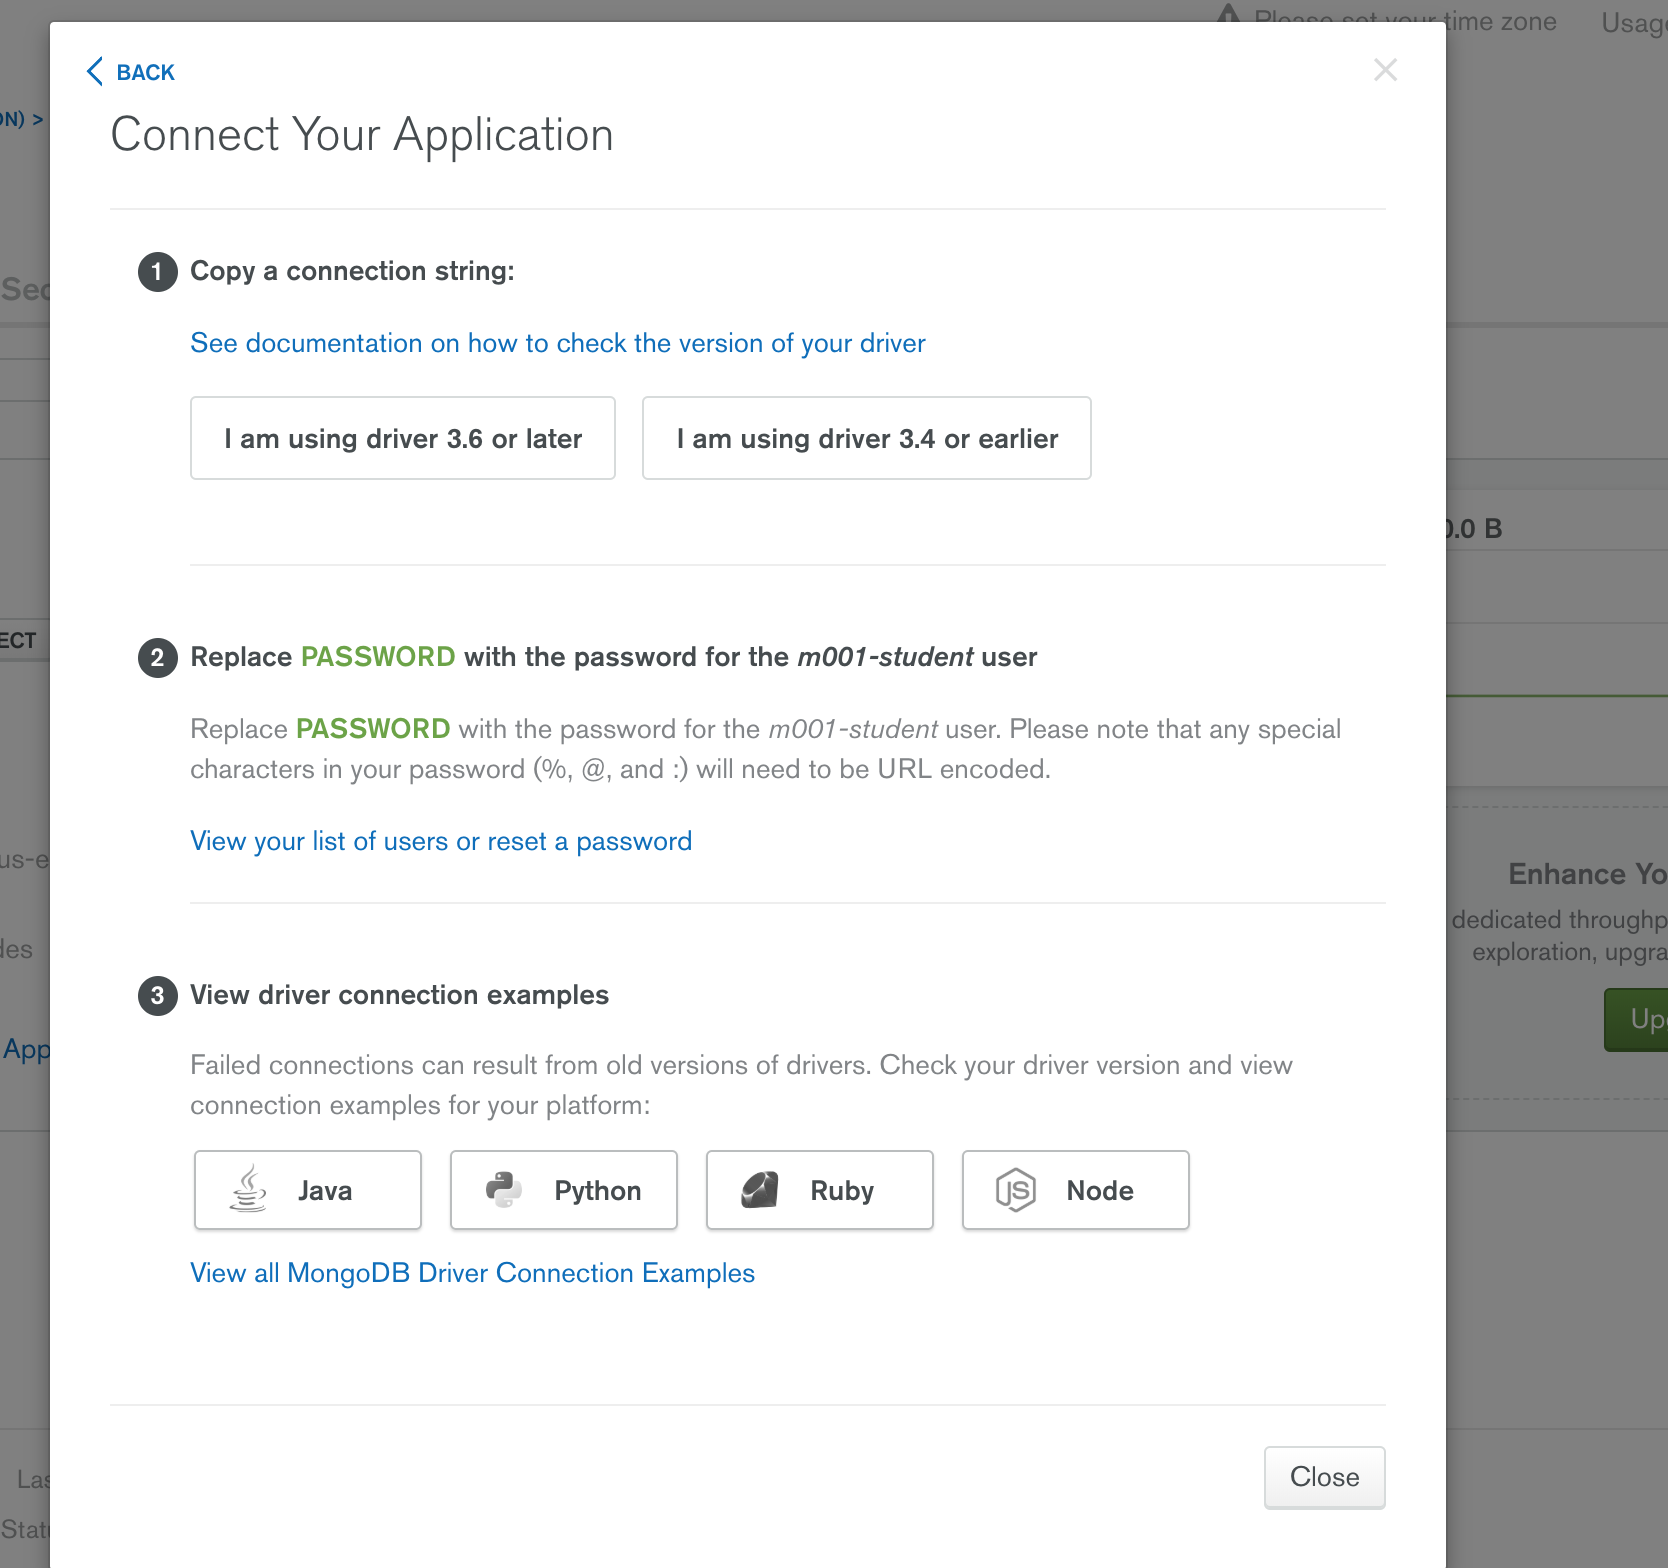 Please set your time zone
BACK
Connect Your Application
ON) >
1 Copy a connection string:
See documentation on how to check the version of your driver
I am using driver 3.6 or later
I am using driver 3.4 or earlier
0.0 B
2 Replace PASSWORD with the password for the m001-student user
ECT
Replace PASSWORD with the password for the m001-student user. Please note that any special
characters in your password (%, @, and :) will need to be URL encoded.
View your list of users or reset a password
us-e
Enhance Yo
dedicated throughp
des
exploration, upgra
3 View driver connection examples
Up
App
Failed connections can result from old versions of drivers. Check your driver version and view
connection examples for your platform:
Java
JS
Python
Ruby
Node
View all MongoDB Driver Connection Examples
Las
Close
Stat